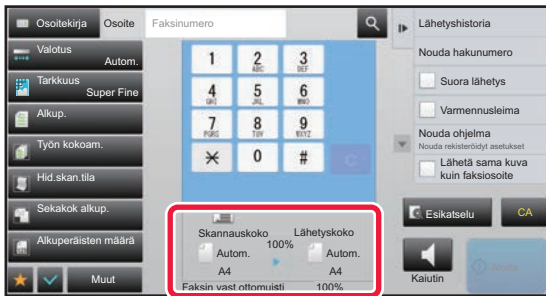 Osoitekirja
Osoite
Faksinumero
Valotus
Autom.
Tarkkuus
Super Fine
Alkup.
Työn kokoam.
Hid.skan.tila
Sekakok alkup.
Alkuperäisten määrä
Muut
1
2
ABC
3
DEF
4
GHI
5
JKL
6
MNO
7
PQRS
8
TUV
9
WXYZ
0
#
C
Skannauskoko
100%
Lähetyskoko
Autom.
A4
Autom.
A4
Faksin vast ottomuisti
100%
Lähetyshistoria
Nouda hakunumero
Suora lähetys
Varmennusleima
Nouda ohjelma
Nouda rekisteröidyt asetukset
Lähetä sama kuva
kuin faksiosoite
Esikatselu
CA
Kaiutin